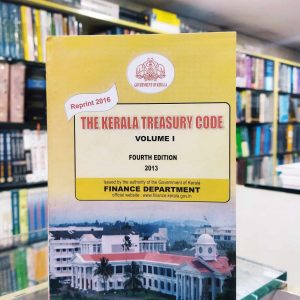 GOVERNMENT OF KERALA
Reprint 2016
THE KERALA TREASURY CODE
VOLUME I
FOURTH EDITION
2013
Issued by the authority of the Government of Kerala
FINANCE DEPARTMENT
official website : www.finance.kerala.gov.in